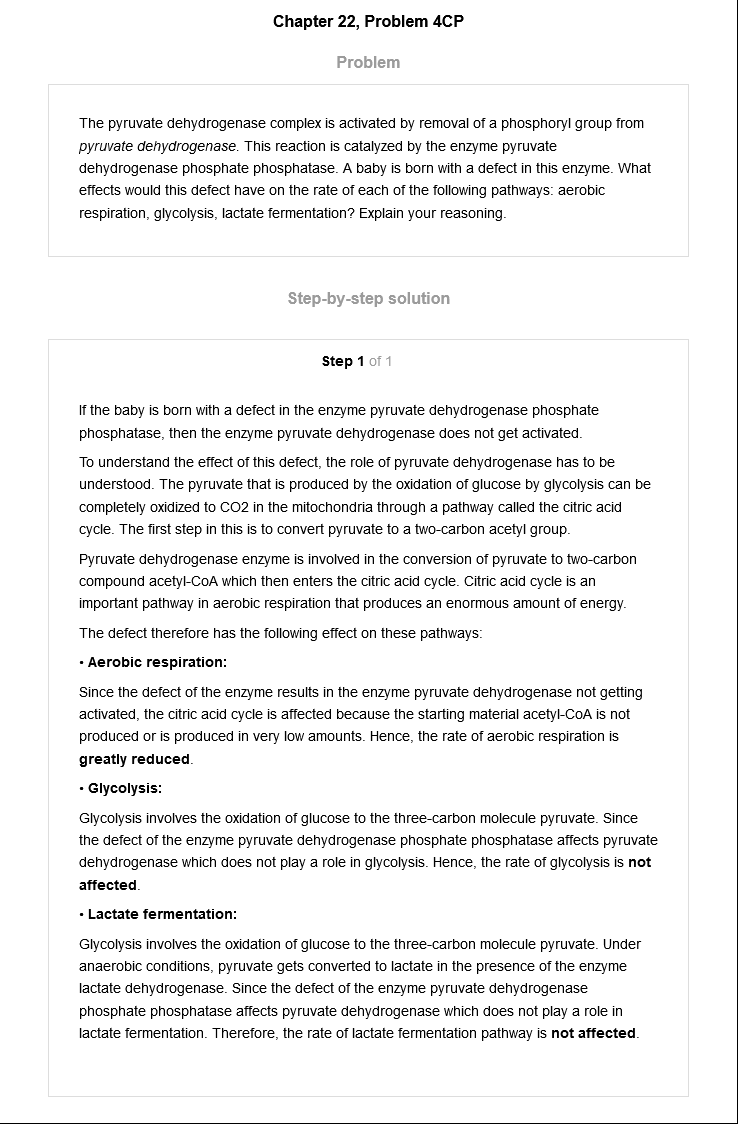 Chapter 22, Problem 4CP
Problem
The pyruvate dehydrogenase complex is activated by removal of a phosphoryl group from
pyruvate dehydrogenase. This reaction is catalyzed by the enzyme pyruvate
dehydrogenase phosphate phosphatase. A baby is born with a defect in this enzyme. What
effects would this defect have on the rate of each of the following pathways: aerobic
respiration, glycolysis, lactate fermentation? Explain your reasoning.
Step-by-step solution
Step 1 of 1
If the baby is born with a defect in the enzyme pyruvate dehydrogenase phosphate
phosphatase, then the enzyme pyruvate dehydrogenase does not get activated.
To understand the effect of this defect, the role of pyruvate dehydrogenase has to be
understood. The pyruvate that is produced by the oxidation of glucose by glycolysis can be
completely oxidized to CO2 in the mitochondria through a pathway called the citric acid
cycle. The first step in this is to convert pyruvate to a two-carbon acetyl group.
Pyruvate dehydrogenase enzyme is involved in the conversion of pyruvate to two-carbon
compound acetyl-CoA which then enters the citric acid cycle. Citric acid cycle is an
important pathway in aerobic respiration that produces an enormous amount of energy.
The defect therefore has the following effect on these pathways:
• Aerobic respiration:
Since the defect of the enzyme results in the enzyme pyruvate dehydrogenase not getting
activated, the citric acid cycle is affected because the starting material acetyl-CoA is not
produced or is produced in very low amounts. Hence, the rate of aerobic respiration is
greatly reduced.
• Glycolysis:
Glycolysis involves the oxidation of glucose to the three-carbon molecule pyruvate. Since
the defect of the enzyme pyruvate dehydrogenase phosphate phosphatase affects pyruvate
dehydrogenase which does not play a role in glycolysis. Hence, the rate of glycolysis is not
affected.
• Lactate fermentation:
Glycolysis involves the oxidation of glucose to the three-carbon molecule pyruvate. Under
anaerobic conditions, pyruvate gets converted to lactate in the presence of the enzyme
lactate dehydrogenase. Since the defect of the enzyme pyruvate dehydrogenase
phosphate phosphatase affects pyruvate dehydrogenase which does not play a role in
lactate fermentation. Therefore, the rate of lactate fermentation pathway is not affected.